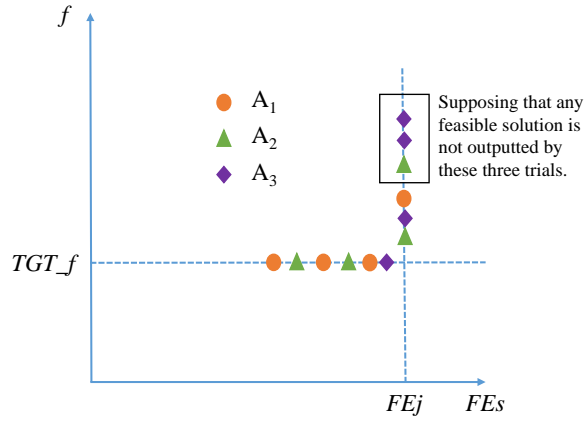 f
A1
A2
A3
Supposing that any
feasible solution is
not outputted by
these three trials.
TGT_f
FEj
FEs